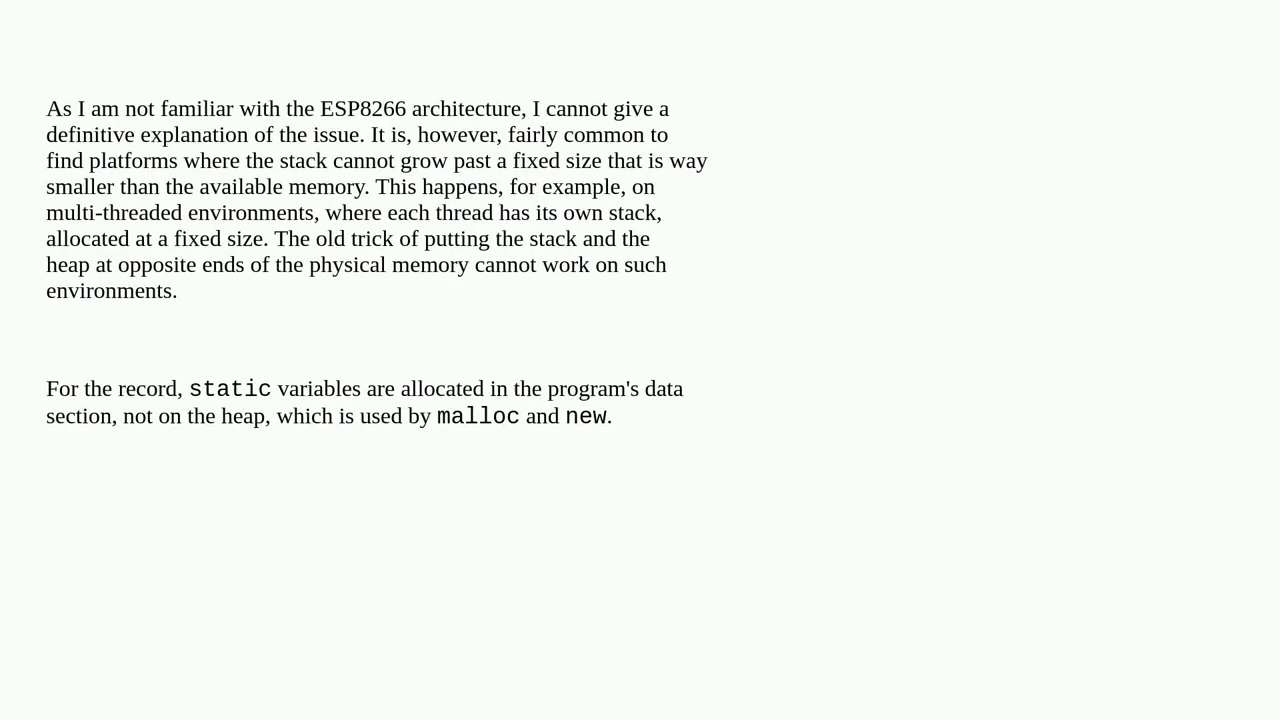 As I am not familiar with the ESP8266 architecture, I cannot give a
definitive explanation of the issue. It is, however, fairly common to
find platforms where the stack cannot grow past a fixed size that is way
smaller than the available memory. This happens, for example, on
multi-threaded environments, where each thread has its own stack,
allocated at a fixed size. The old trick of putting the stack and the
heap at opposite ends of the physical memory cannot work on such
environments.
For the record, static variables are allocated in the program's data
section, not on the heap, which is used by malloc and new.